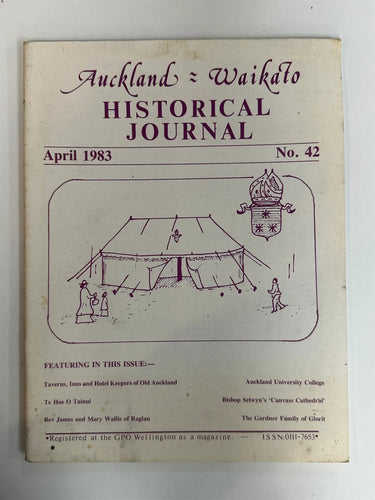 Auckland ~ Waikato
HISTORICAL
JOURNAL
April 1983 No. 42
FEATURING IN THIS ISSUE:—
Taverns, Inns and Hotel Keepers of Old Auckland Auckland University College
Te Hoe O Tainui Bishop Selwyn's 'Canvass Cathedrial'
Rev James and Mary Wallis of Raglan The Gardner Family of Glorit
•Registered at the GPO Wellington as a magazine. — ISSN:0111-7653•